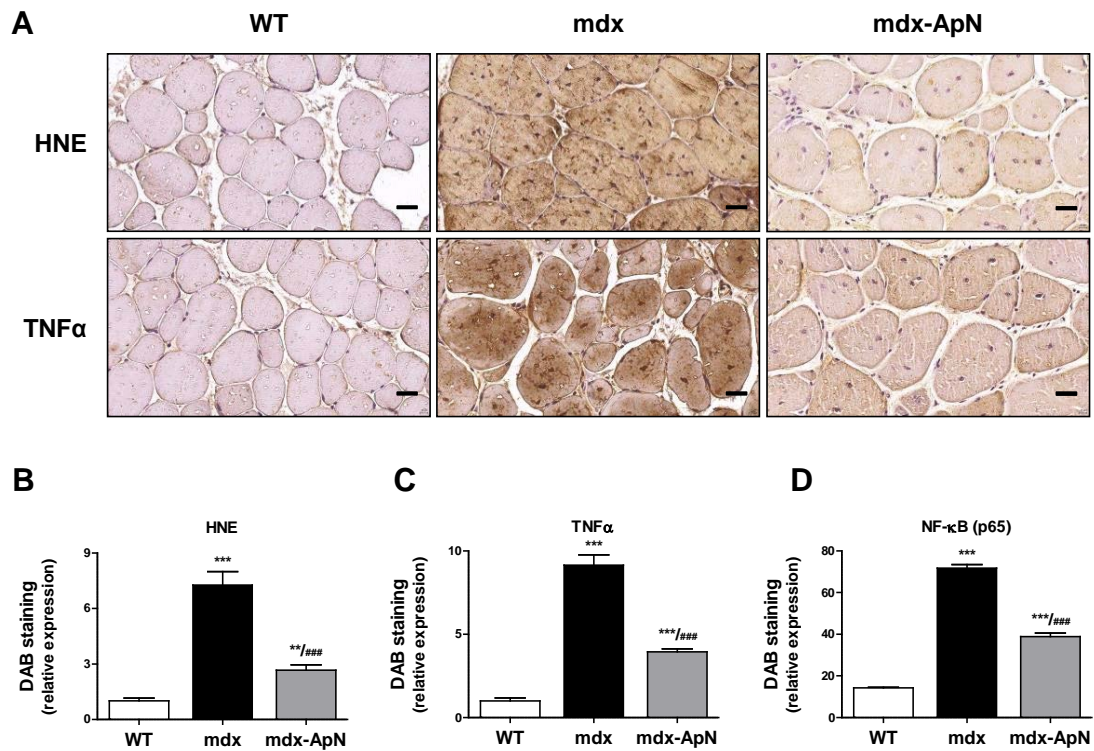 A
WT
mdx
mdx-ApN
HNE
TNFα
B
HNE
DAB staining
(relative expression)
9
6
3
0
***
**/###
WT
mdx
mdx-ApN
C
TNFα
DAB staining
(relative expression)
10
5
0
***
***/###
WT
mdx
mdx-ApN
D
NF-κB (p65)
DAB staining
(relative expression)
80
60
40
20
0
***
***/###
WT
mdx
mdx-ApN